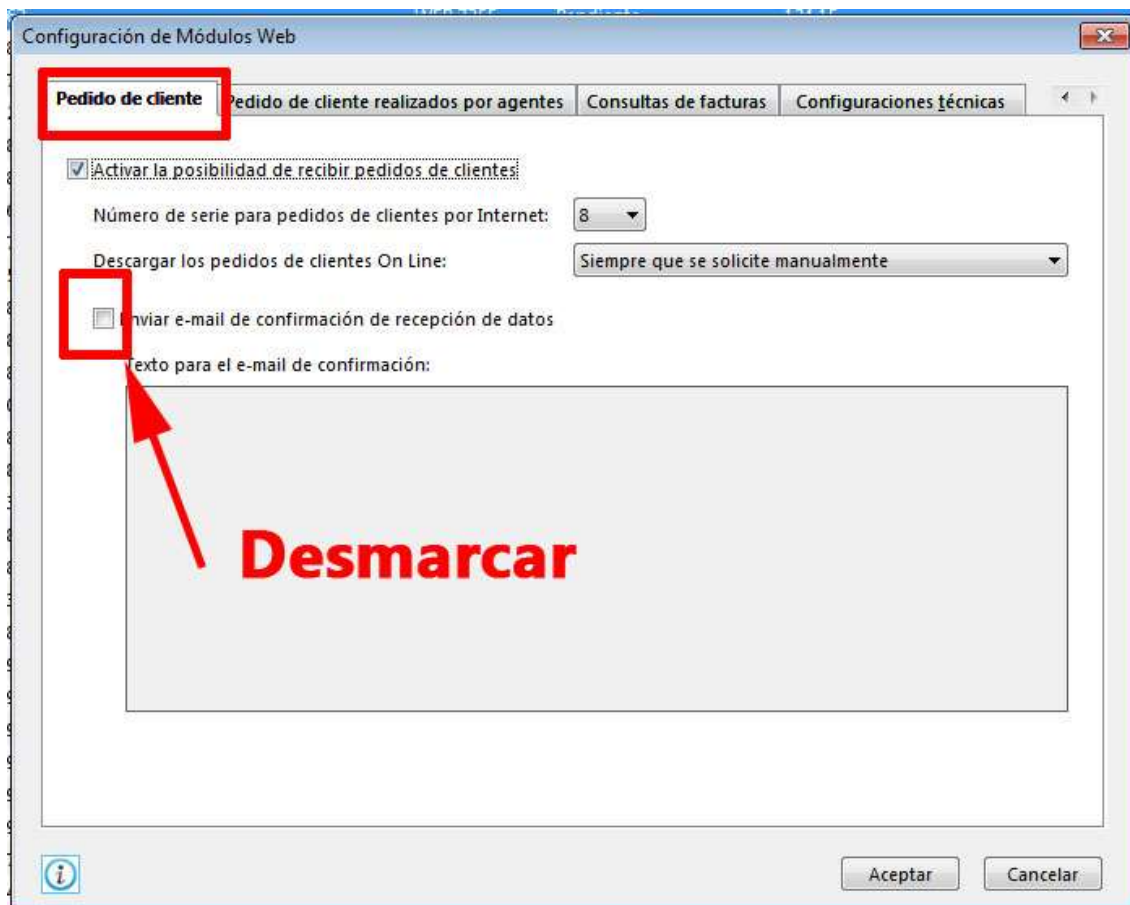 Configuración de Módulos Web
Pedido de cliente
Pedido de cliente realizados por agentes
Consultas de facturas
Configuraciones técnicas
Activar la posibilidad de recibir pedidos de clientes
Número de serie para pedidos de clientes por Internet:
8
Descargar los pedidos de clientes On Line:
Siempre que se solicite manualmente
Enviar e-mail de confirmación de recepción de datos
Texto para el e-mail de confirmación:
Desmarcar
Aceptar
Cancelar